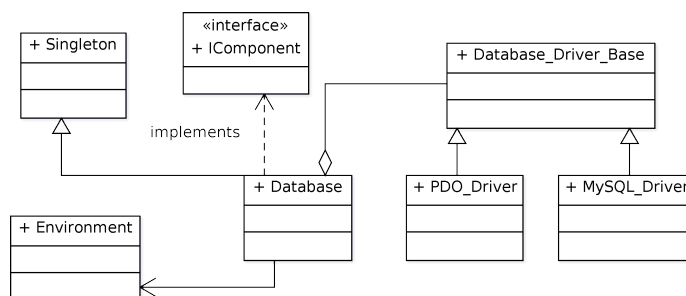 «interface»
+ IComponent
+ Singleton
+ Database_Driver_Base
implements
+ Database
+ PDO_Driver
+ MySQL_Driver
+ Environment